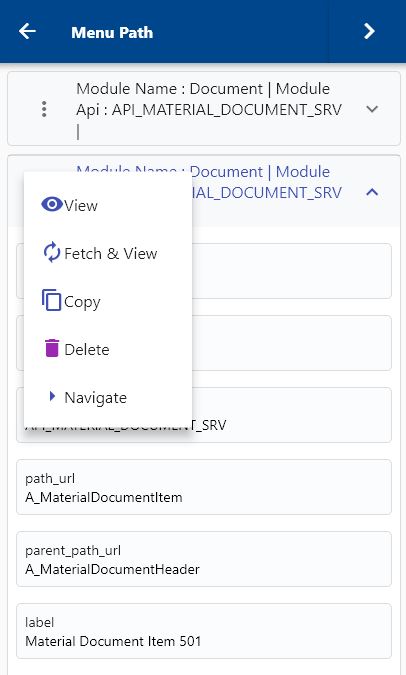 Menu Path
Module Name : Document | Module
Api : API_MATERIAL_DOCUMENT_SRV
|
Module Name : Document | Module
IAL_DOCUMENT_SRV
View
Fetch & View
Copy
Delete
Navigate
API_MATERIAL_DOCUMENT_SRV
path_url
A_MaterialDocumentItem
parent_path_url
A_MaterialDocumentHeader
label
Material Document Item 501